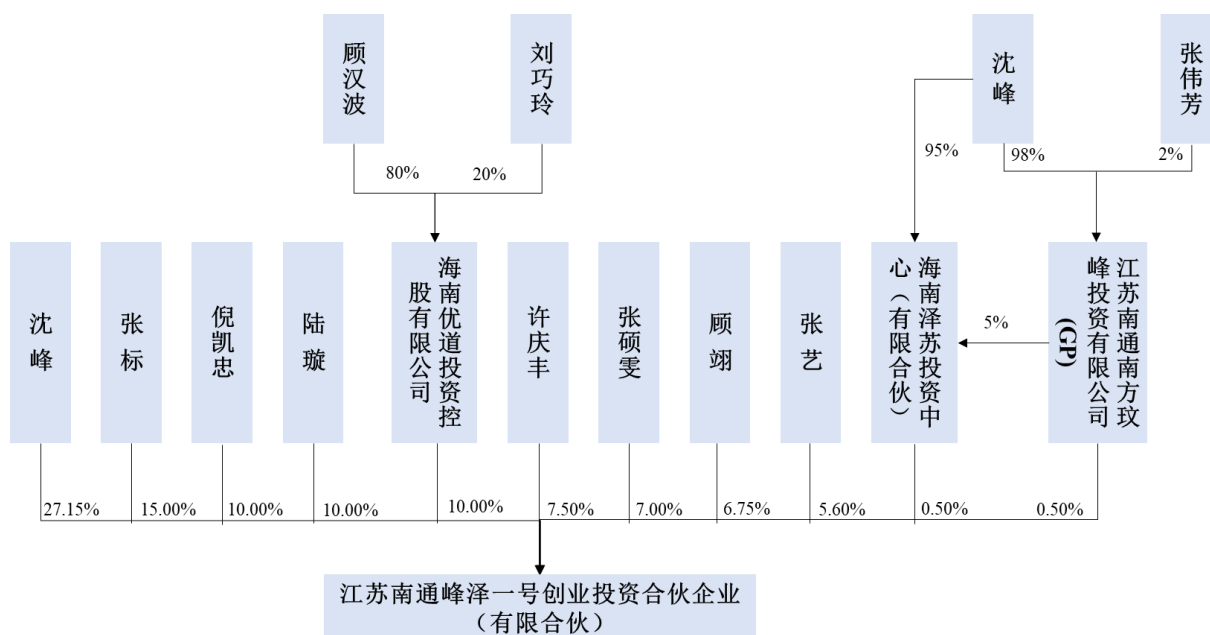 顾汉波
刘巧玲
沈峰
张伟芳
80%
20%
95%
98%
2%
沈峰
张标
倪凯忠
陆璇
海南优道投资控
股有限公司
许庆丰
张硕雯
顾翊
张艺
海南泽苏投资中
心（有限合伙）
5%
江苏南通南方玟
峰投资有限公司
(GP)
27.15%
15.00%
10.00%
10.00%
10.00%
7.50%
7.00%
6.75%
5.60%
0.50%
0.50%
江苏南通峰泽一号创业投资合伙企业
（有限合伙）